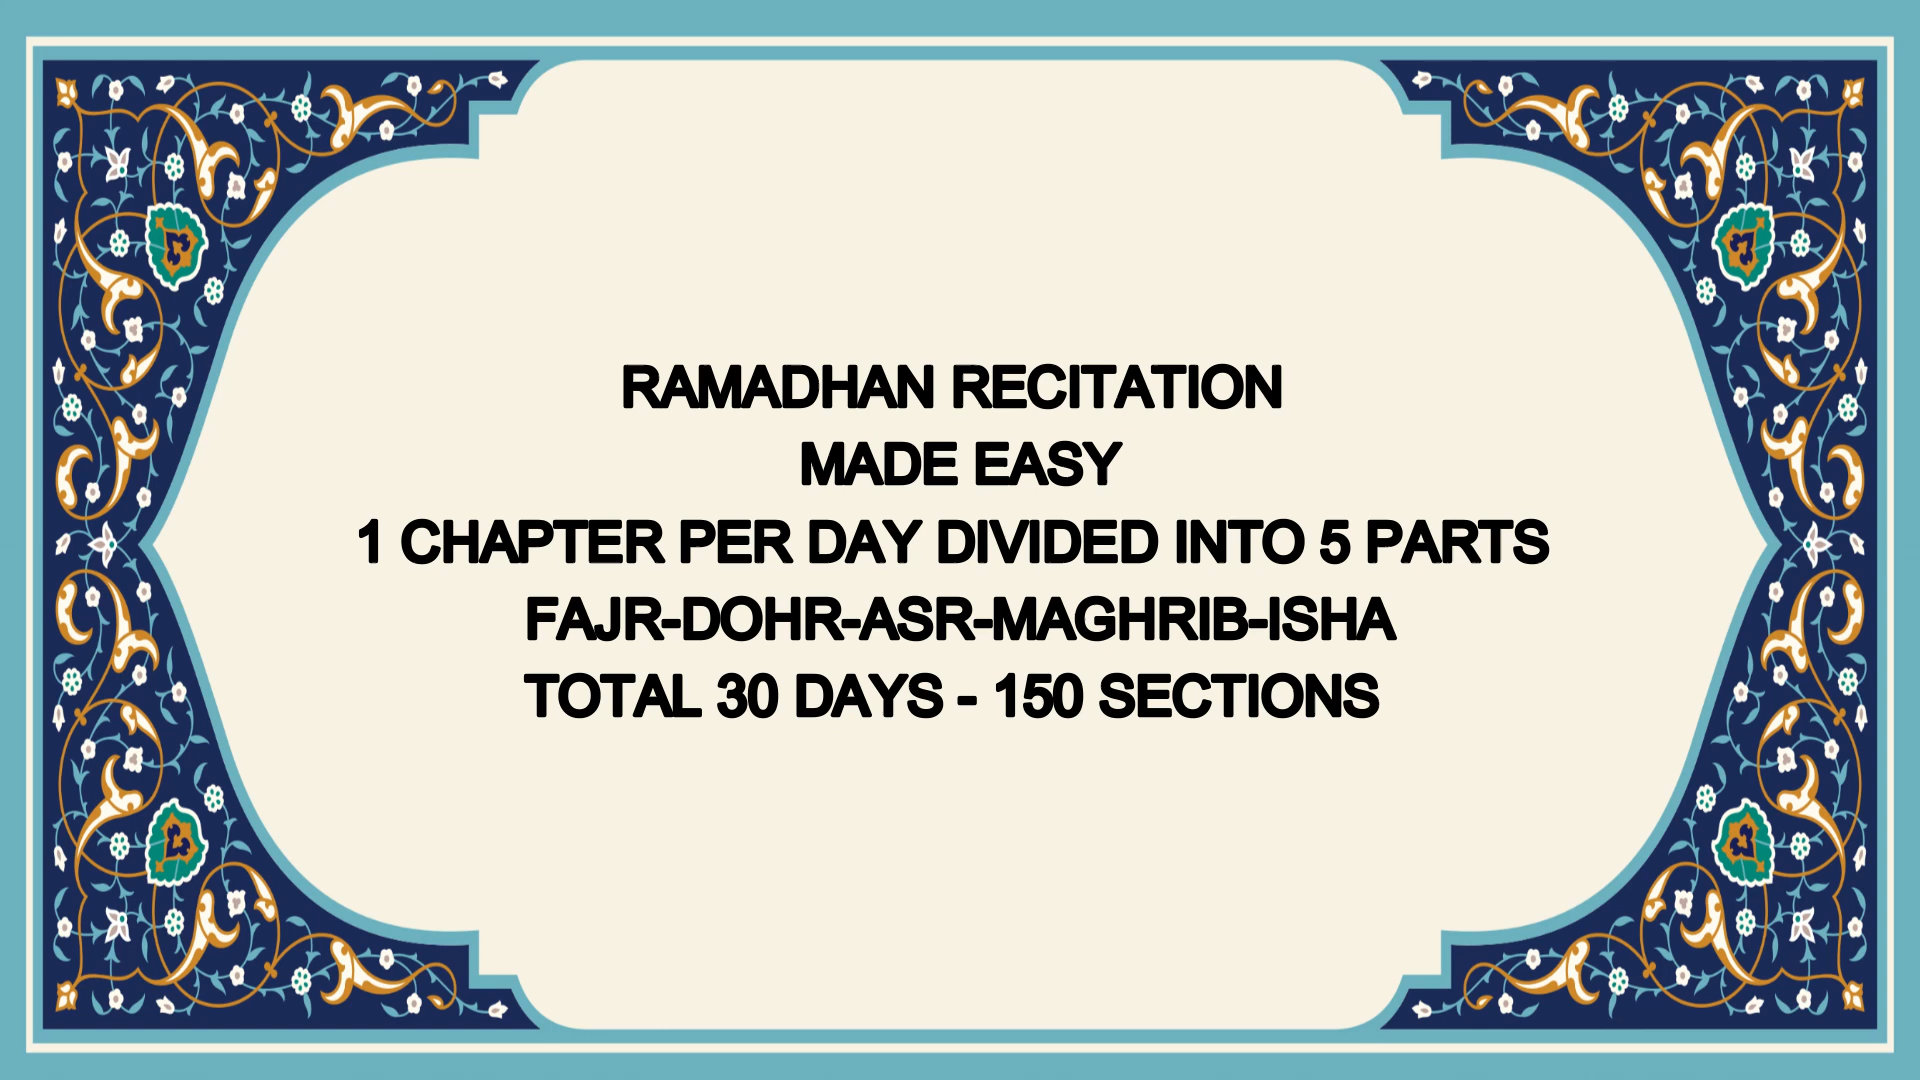 RAMADHAN RECITATION
MADE EASY
1 CHAPTER PER DAY DIVIDED INTO 5 PARTS
FAJR-DOHR-ASR-MAGHRIB-ISHA
TOTAL 30 DAYS - 150 SECTIONS